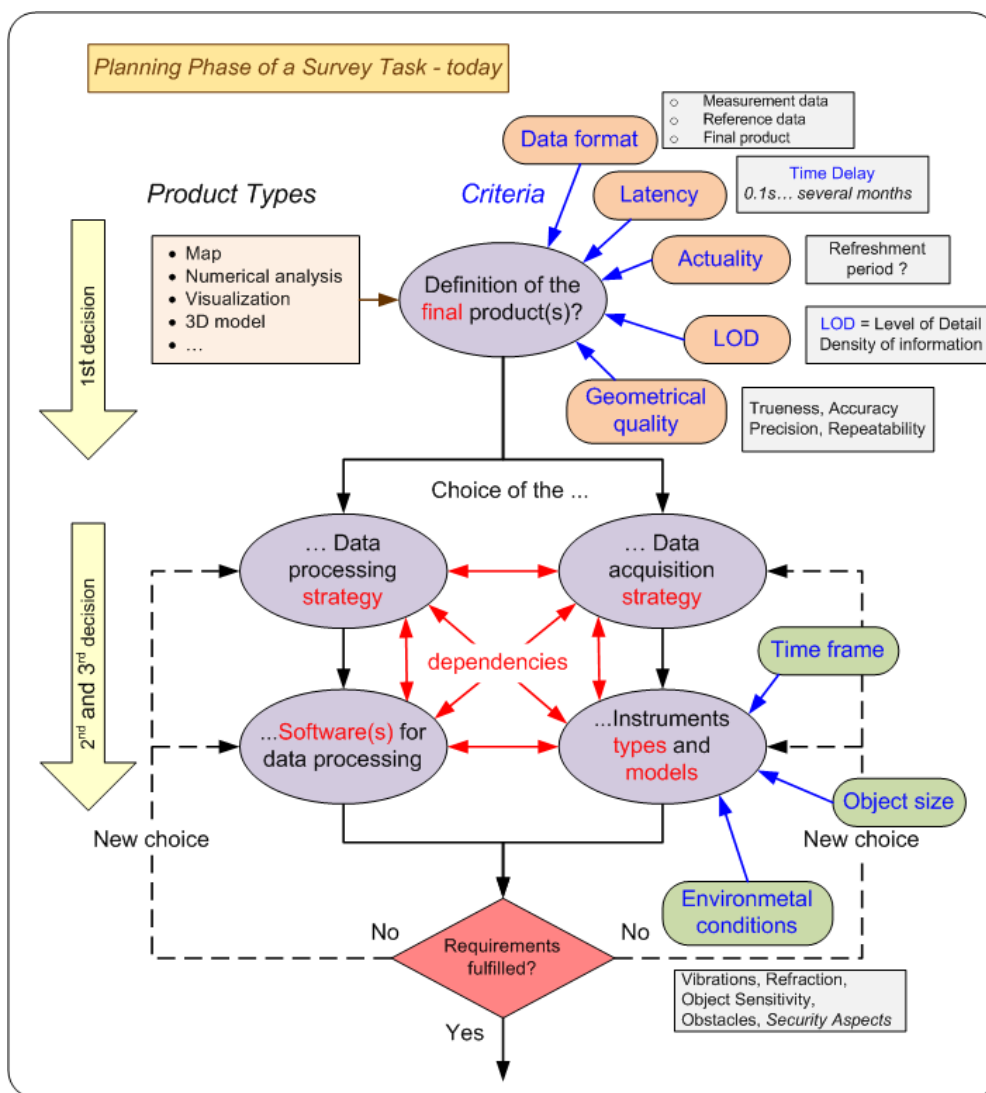 Planning Phase of a Survey Task - today
Data format
o Measurement data
o Reference data
o Final product
Product Types
Criteria
Latency
Time Delay
0.1s... several months
• Map
• Numerical analysis
• Visualization
• 3D model
• ...
Definition of the
final product(s)?
Actuality
Refreshment
period ?
LOD
LOD = Level of Detail
Density of information
Geometrical
quality
Trueness, Accuracy
Precision, Repeatability
1st decision
Choice of the ...
... Data
processing
strategy
... Data
acquisition
strategy
2nd and 3rd decision
dependencies
Time frame
...Software(s) for
data processing
...Instruments
types and
models
Object size
New choice
New choice
Environmetal
conditions
No
Requirements
fulfilled?
No
Vibrations, Refraction,
Object Sensitivity,
Obstacles, Security Aspects
Yes